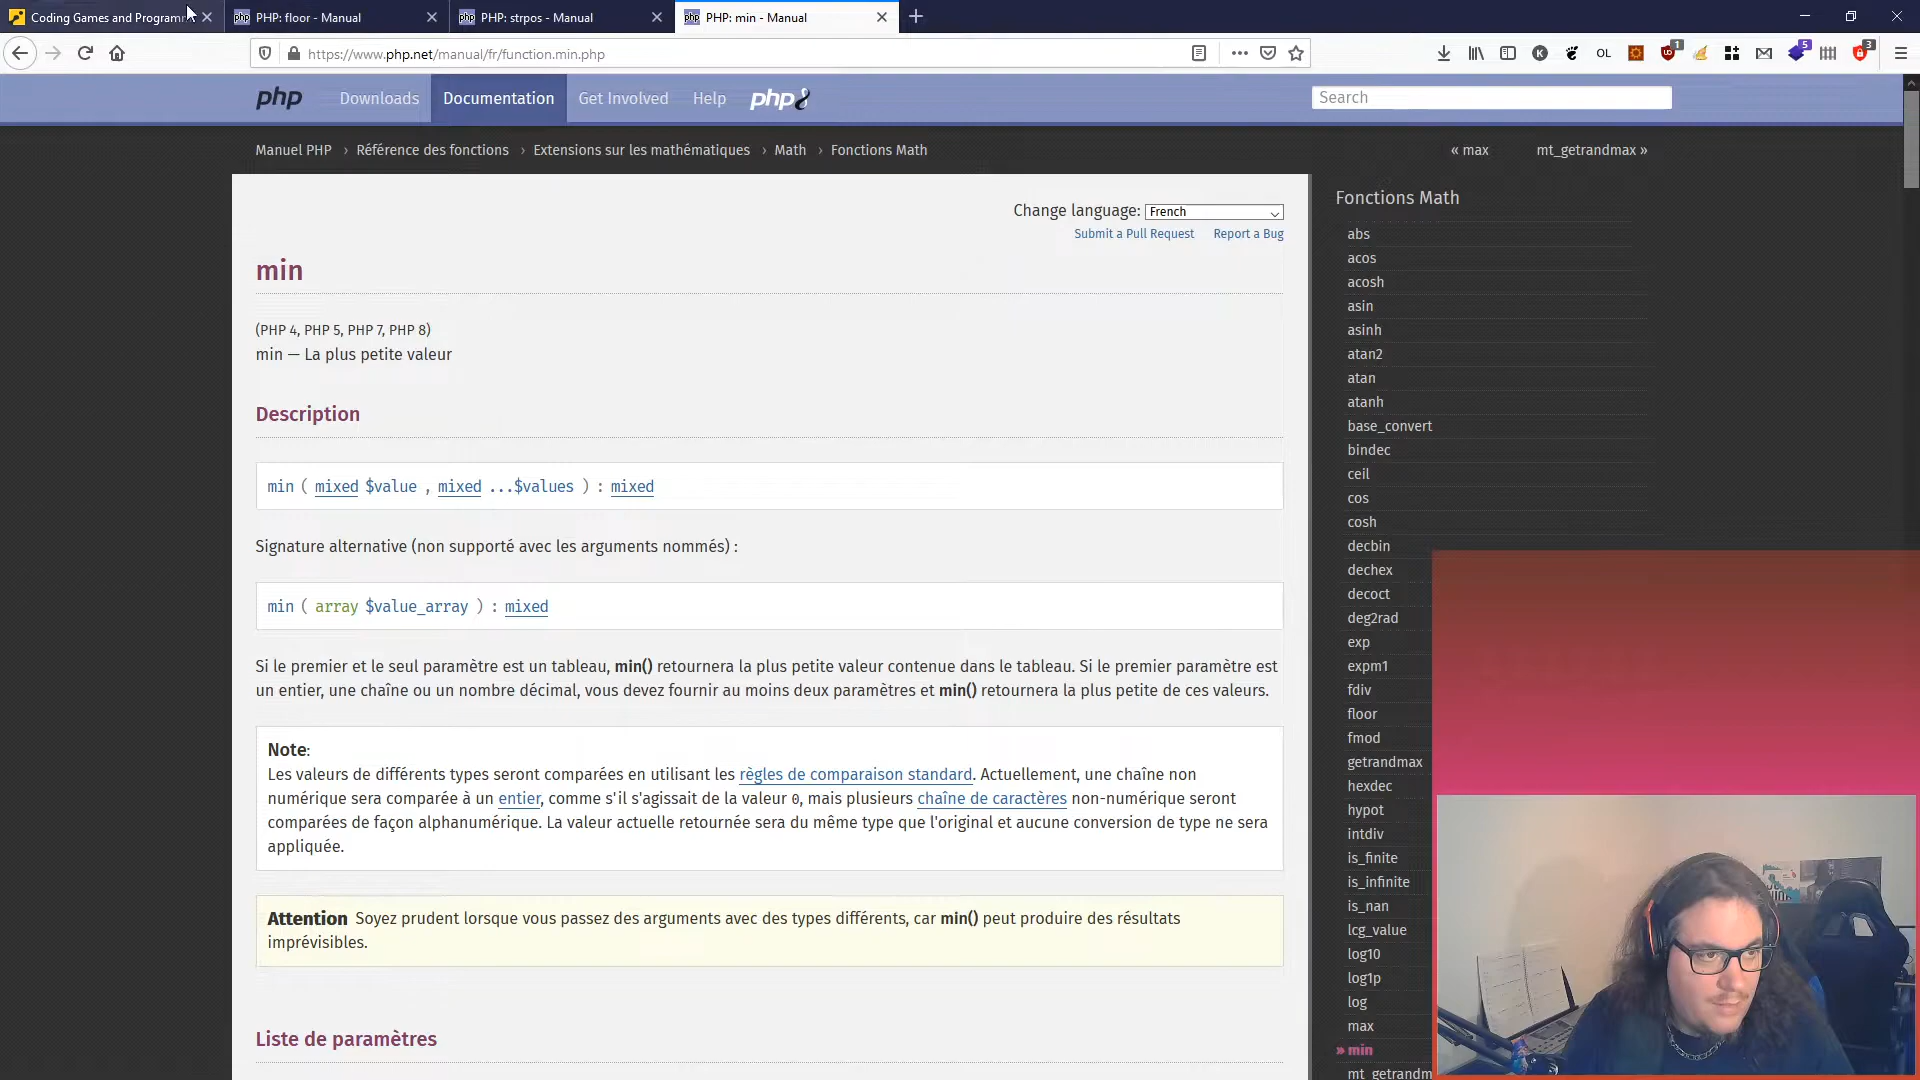 Coding Games and Program
PHP: floor - Manual
PHP: strpos - Manual
PHP: min - Manual
https://www.php.net/manual/fr/function.min.php
OL
1
5
3
php
Downloads
Documentation
Get Involved
Help
php8
Search
Manuel PHP › Référence des fonctions › Extensions sur les mathématiques › Math › Fonctions Math
« max
mt_getrandmax »
Change language: French
Submit a Pull Request
Report a Bug
min
(PHP 4, PHP 5, PHP 7, PHP 8)
min — La plus petite valeur
Description
min ( mixed $value , mixed ...$values ) : mixed
Signature alternative (non supporté avec les arguments nommés) :
min ( array $value_array ) : mixed
Si le premier et le seul paramètre est un tableau, min() retournera la plus petite valeur contenue dans le tableau. Si le premier paramètre est
un entier, une chaîne ou un nombre décimal, vous devez fournir au moins deux paramètres et min() retournera la plus petite de ces valeurs.
Note:
Les valeurs de différents types seront comparées en utilisant les règles de comparaison standard. Actuellement, une chaîne non
numérique sera comparée à un entier, comme s'il s'agissait de la valeur 0, mais plusieurs chaîne de caractères non-numérique seront
comparées de façon alphanumérique. La valeur actuelle retournée sera du même type que l'original et aucune conversion de type ne sera
appliquée.
Attention Soyez prudent lorsque vous passez des arguments avec des types différents, car min() peut produire des résultats
imprévisibles.
Liste de paramètres
Fonctions Math
abs
acos
acosh
asin
asinh
atan2
atan
atanh
base_convert
bindec
ceil
cos
cosh
decbin
dechex
decoct
deg2rad
exp
expm1
fdiv
floor
fmod
getrandmax
hexdec
hypot
intdiv
is_finite
is_infinite
is_nan
lcg_value
log10
log1p
log
max
» min
mt_getrandm